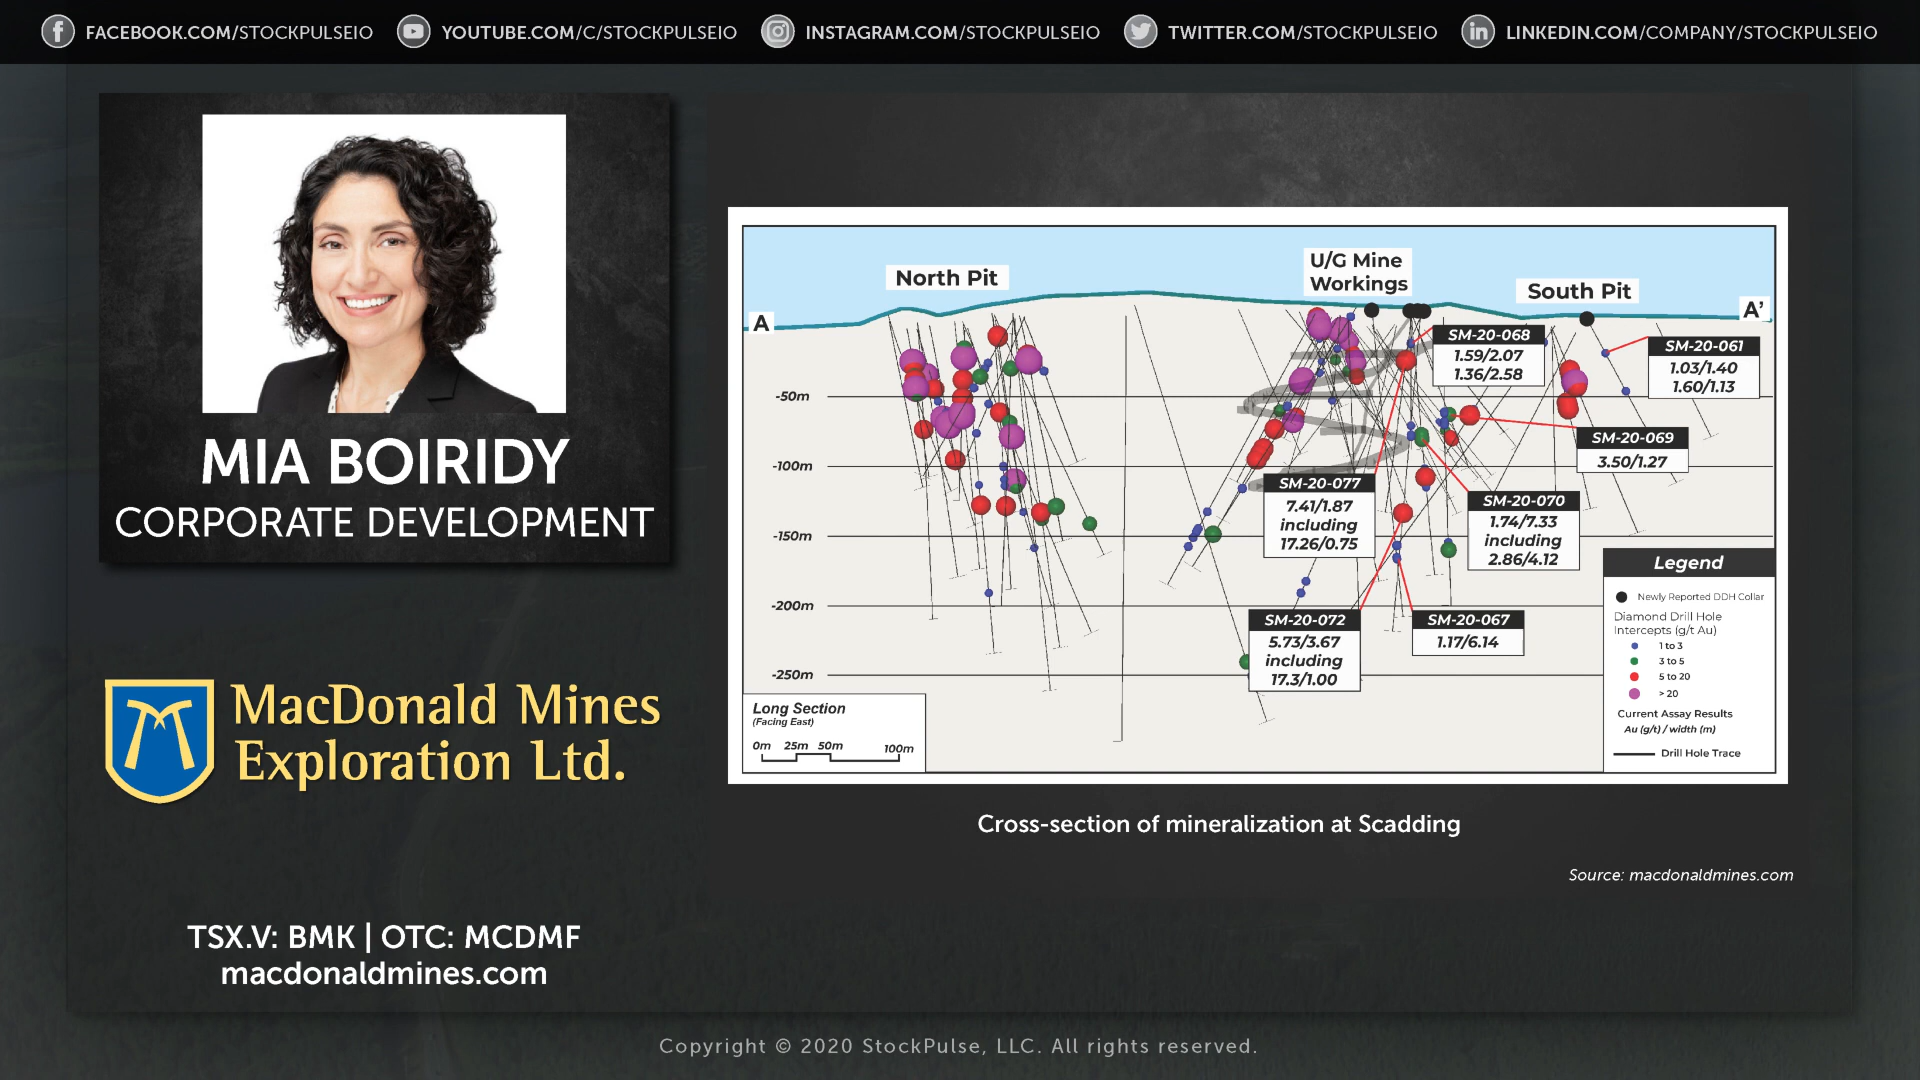 FACEBOOK.COM/STOCKPULSEIO
YOUTUBE.COM/C/STOCKPULSEIO
INSTAGRAM.COM/STOCKPULSEIO
TWITTER.COM/STOCKPULSEIO
LINKEDIN.COM/COMPANY/STOCKPULSEIO
MIA BOIRIDY
CORPORATE DEVELOPMENT
MacDonald Mines
Exploration Ltd.
TSX.V: BMK | OTC: MCDMF
macdonaldmines.com
North Pit
U/G Mine
Workings
South Pit
A
A’
-50m
-100m
-150m
-200m
-250m
SM-20-068
1.59/2.07
1.36/2.58
SM-20-061
1.03/1.40
1.60/1.13
SM-20-069
3.50/1.27
SM-20-077
7.41/1.87
including
17.26/0.75
SM-20-070
1.74/7.33
including
2.86/4.12
SM-20-072
5.73/3.67
including
17.3/1.00
SM-20-067
1.17/6.14
Long Section
(Facing East)
0m 25m 50m 100m
Legend
Newly Reported DDH Collar
Diamond Drill Hole
Intercepts (g/t Au)
1 to 3
3 to 5
5 to 20
> 20
Current Assay Results
Au (g/t) / width (m)
Drill Hole Trace
Cross-section of mineralization at Scadding
Source: macdonaldmines.com
Copyright © 2020 StockPulse, LLC. All rights reserved.